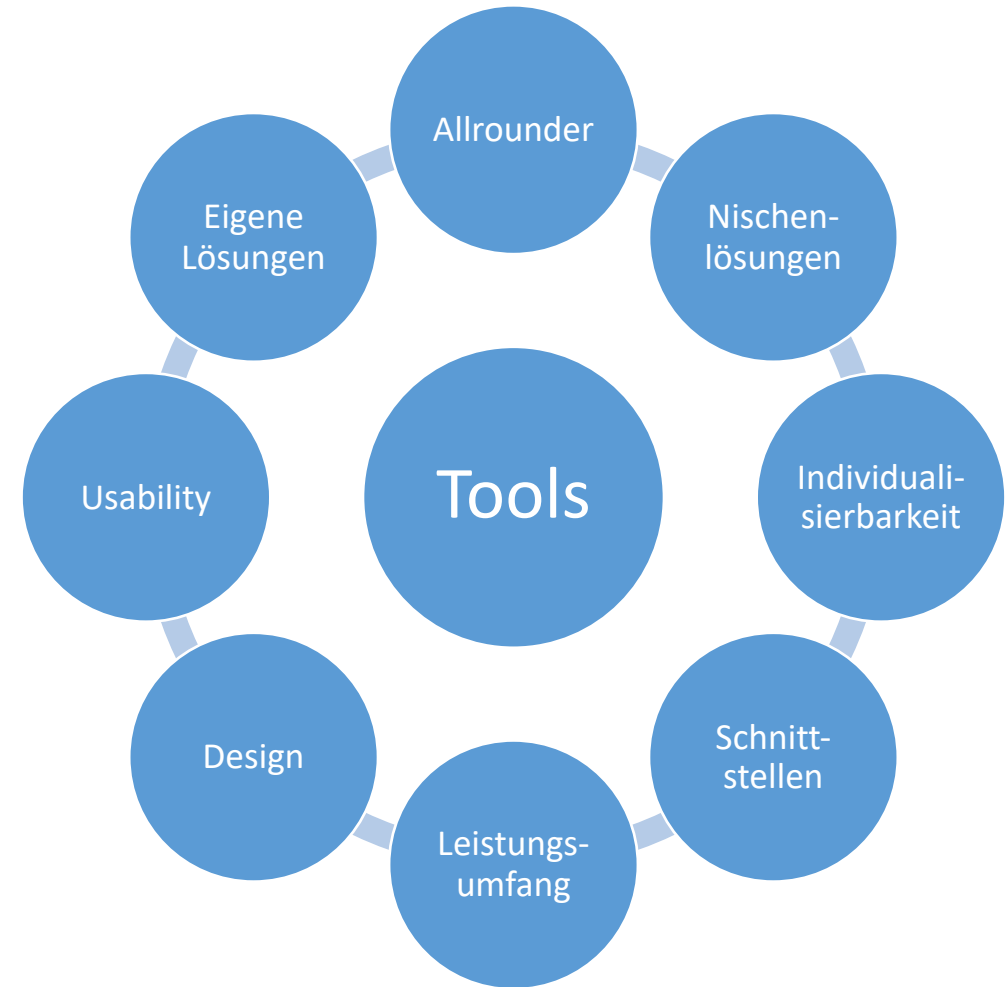 Allrounder
Nischen-
lösungen
Individuali-
sierbarkeit
Schnitt-
stellen
Leistungs-
umfang
Design
Usability
Eigene
Lösungen
Tools